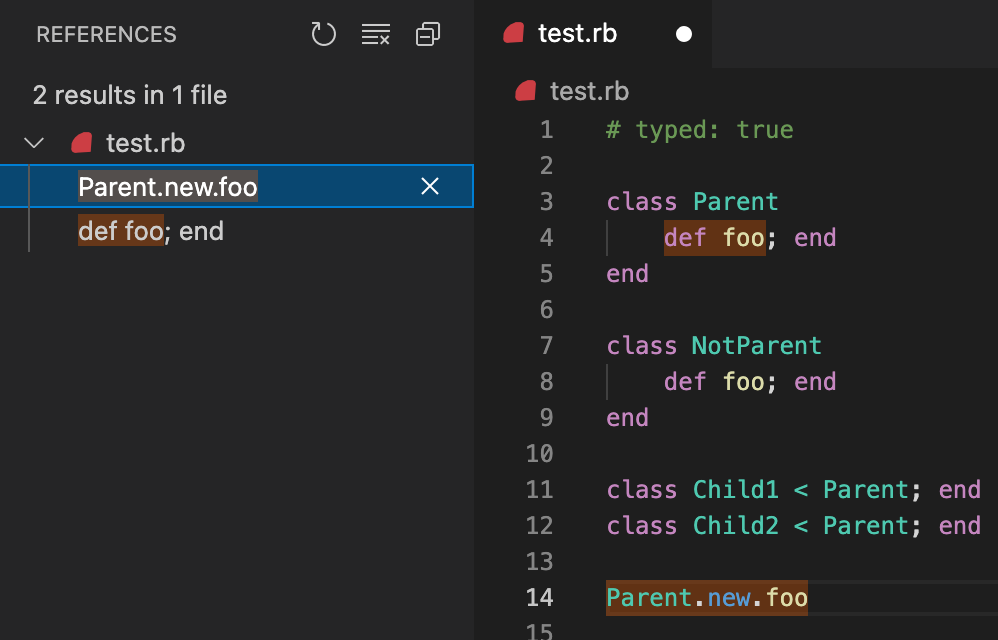 REFERENCES
2 results in 1 file
test.rb
Parent.new.foo
def foo; end
test.rb
test.rb
1 # typed: true
2
3 class Parent
4 def foo; end
5 end
6
7 class NotParent
8 def foo; end
9 end
10
11 class Child1 < Parent; end
12 class Child2 < Parent; end
13
14 Parent.new.foo
15